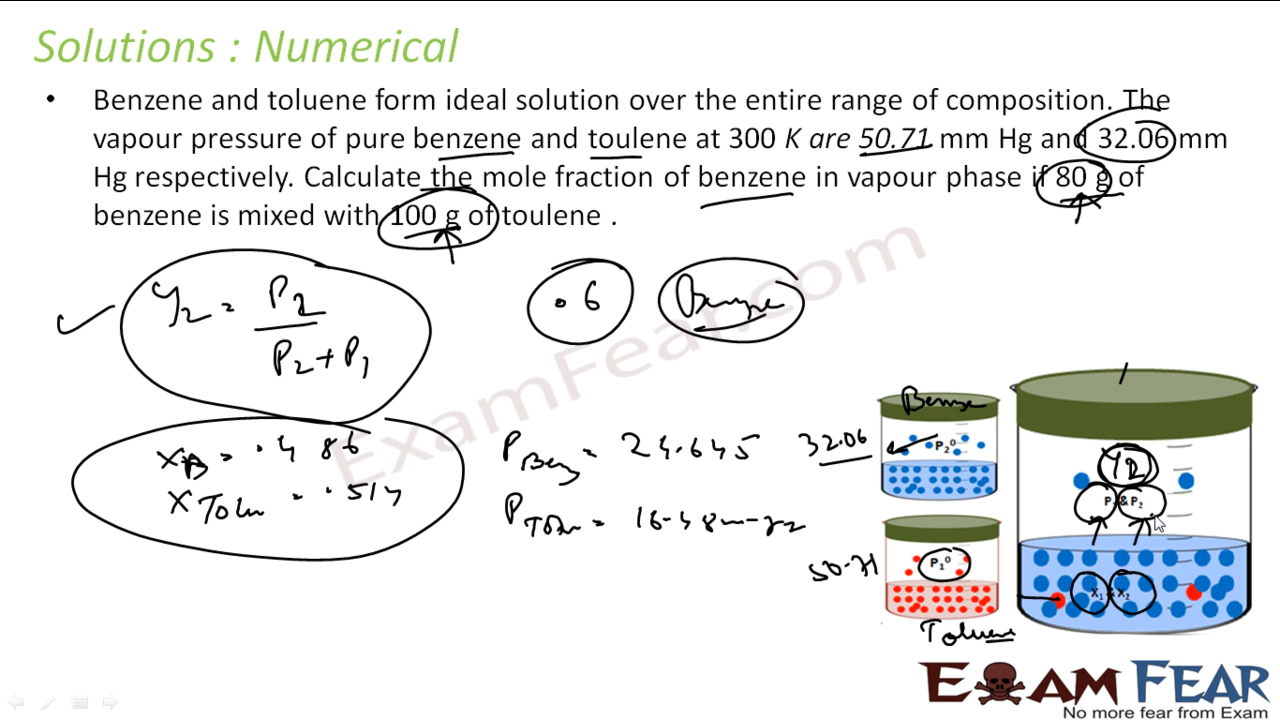 Solutions : Numerical
• Benzene and toluene form ideal solution over the entire range of composition. The
vapour pressure of pure benzene and toulene at 300 K are 50.71 mm Hg and 32.06 mm
Hg respectively. Calculate the mole fraction of benzene in vapour phase if 80 g of
benzene is mixed with 100 g of toulene .
Y2 = P2 / P2 + P1
.6 Benzene
XB = .486
XTolu = .514
PBenz = 24.645
PTolu =
32.06
Benzene
P2⁰
50.71
P1⁰
Toluene
Y2
P & P2
X1 & X2
ExamFear.com
EXAM FEAR
No more fear from Exam